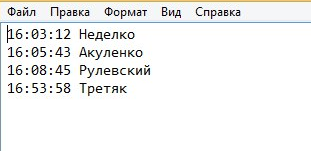 Файл Правка Формат Вид Справка
16:03:12 Неделко
16:05:43 Акуленко
16:08:45 Рулевский
16:53:58 Третяк